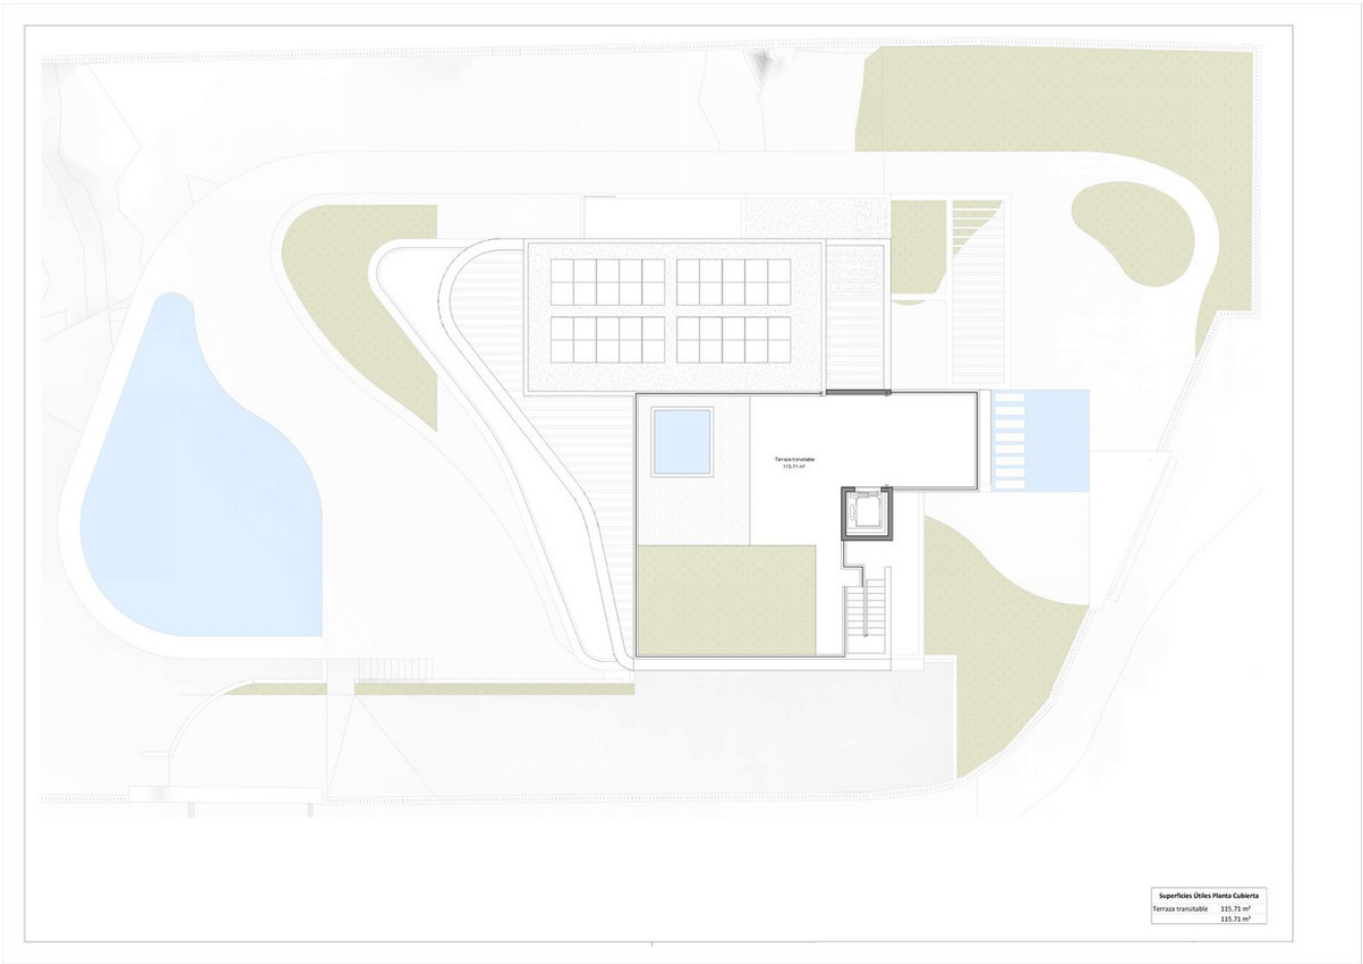 Terraza transitable
115.71 m²
Superficies Útiles Planta Cubierta
Terraza transitable 115.71 m²
115.71 m²